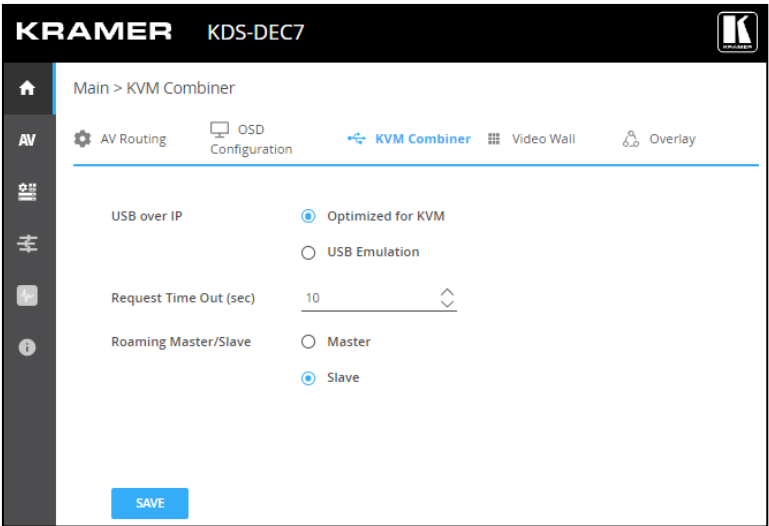 KRAMER KDS-DEC7
KRAMER
Main > KVM Combiner
AV
AV Routing
OSD
Configuration
KVM Combiner
Video Wall
Overlay
USB over IP
Optimized for KVM
USB Emulation
Request Time Out (sec)
10
Roaming Master/Slave
Master
Slave
SAVE